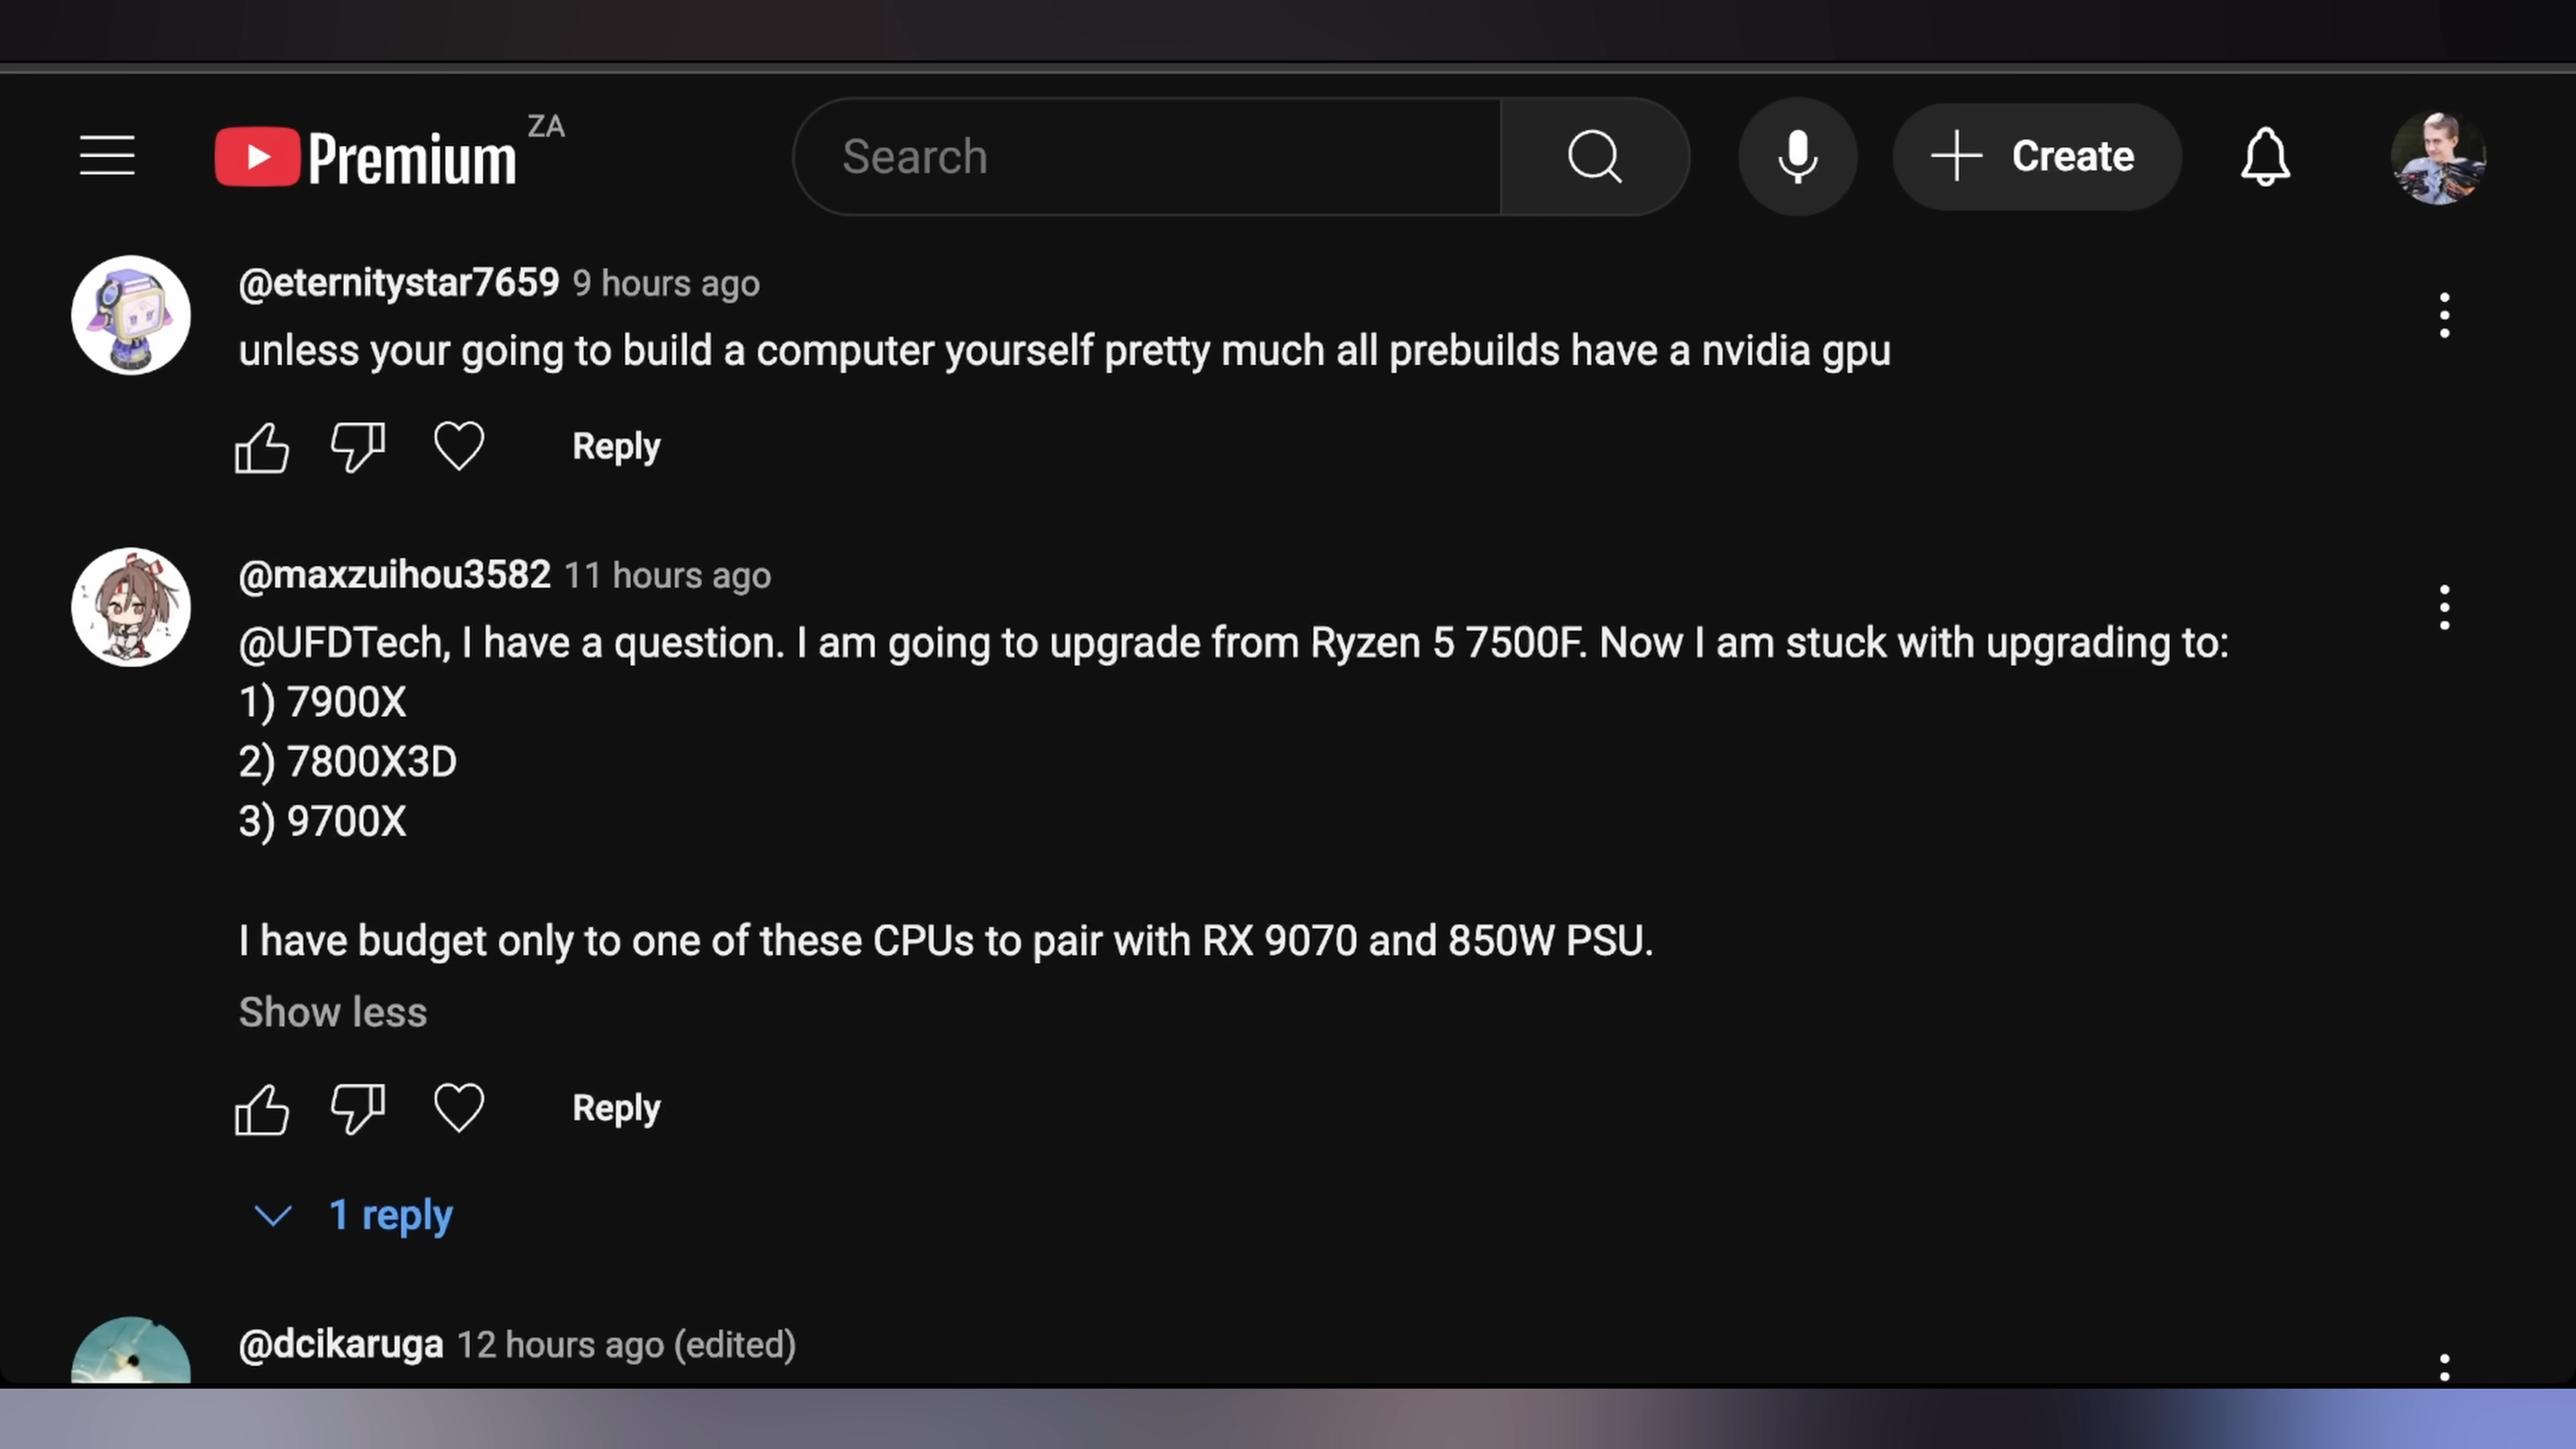 Premium ZA
Search
Create
@eternitystar7659 9 hours ago
unless your going to build a computer yourself pretty much all prebuilds have a nvidia gpu
Reply
@maxzuihou3582 11 hours ago
@UFDTech, I have a question. I am going to upgrade from Ryzen 5 7500F. Now I am stuck with upgrading to:
1) 7900X
2) 7800X3D
3) 9700X
I have budget only to one of these CPUs to pair with RX 9070 and 850W PSU.
Show less
Reply
1 reply
@dcikaruga 12 hours ago (edited)